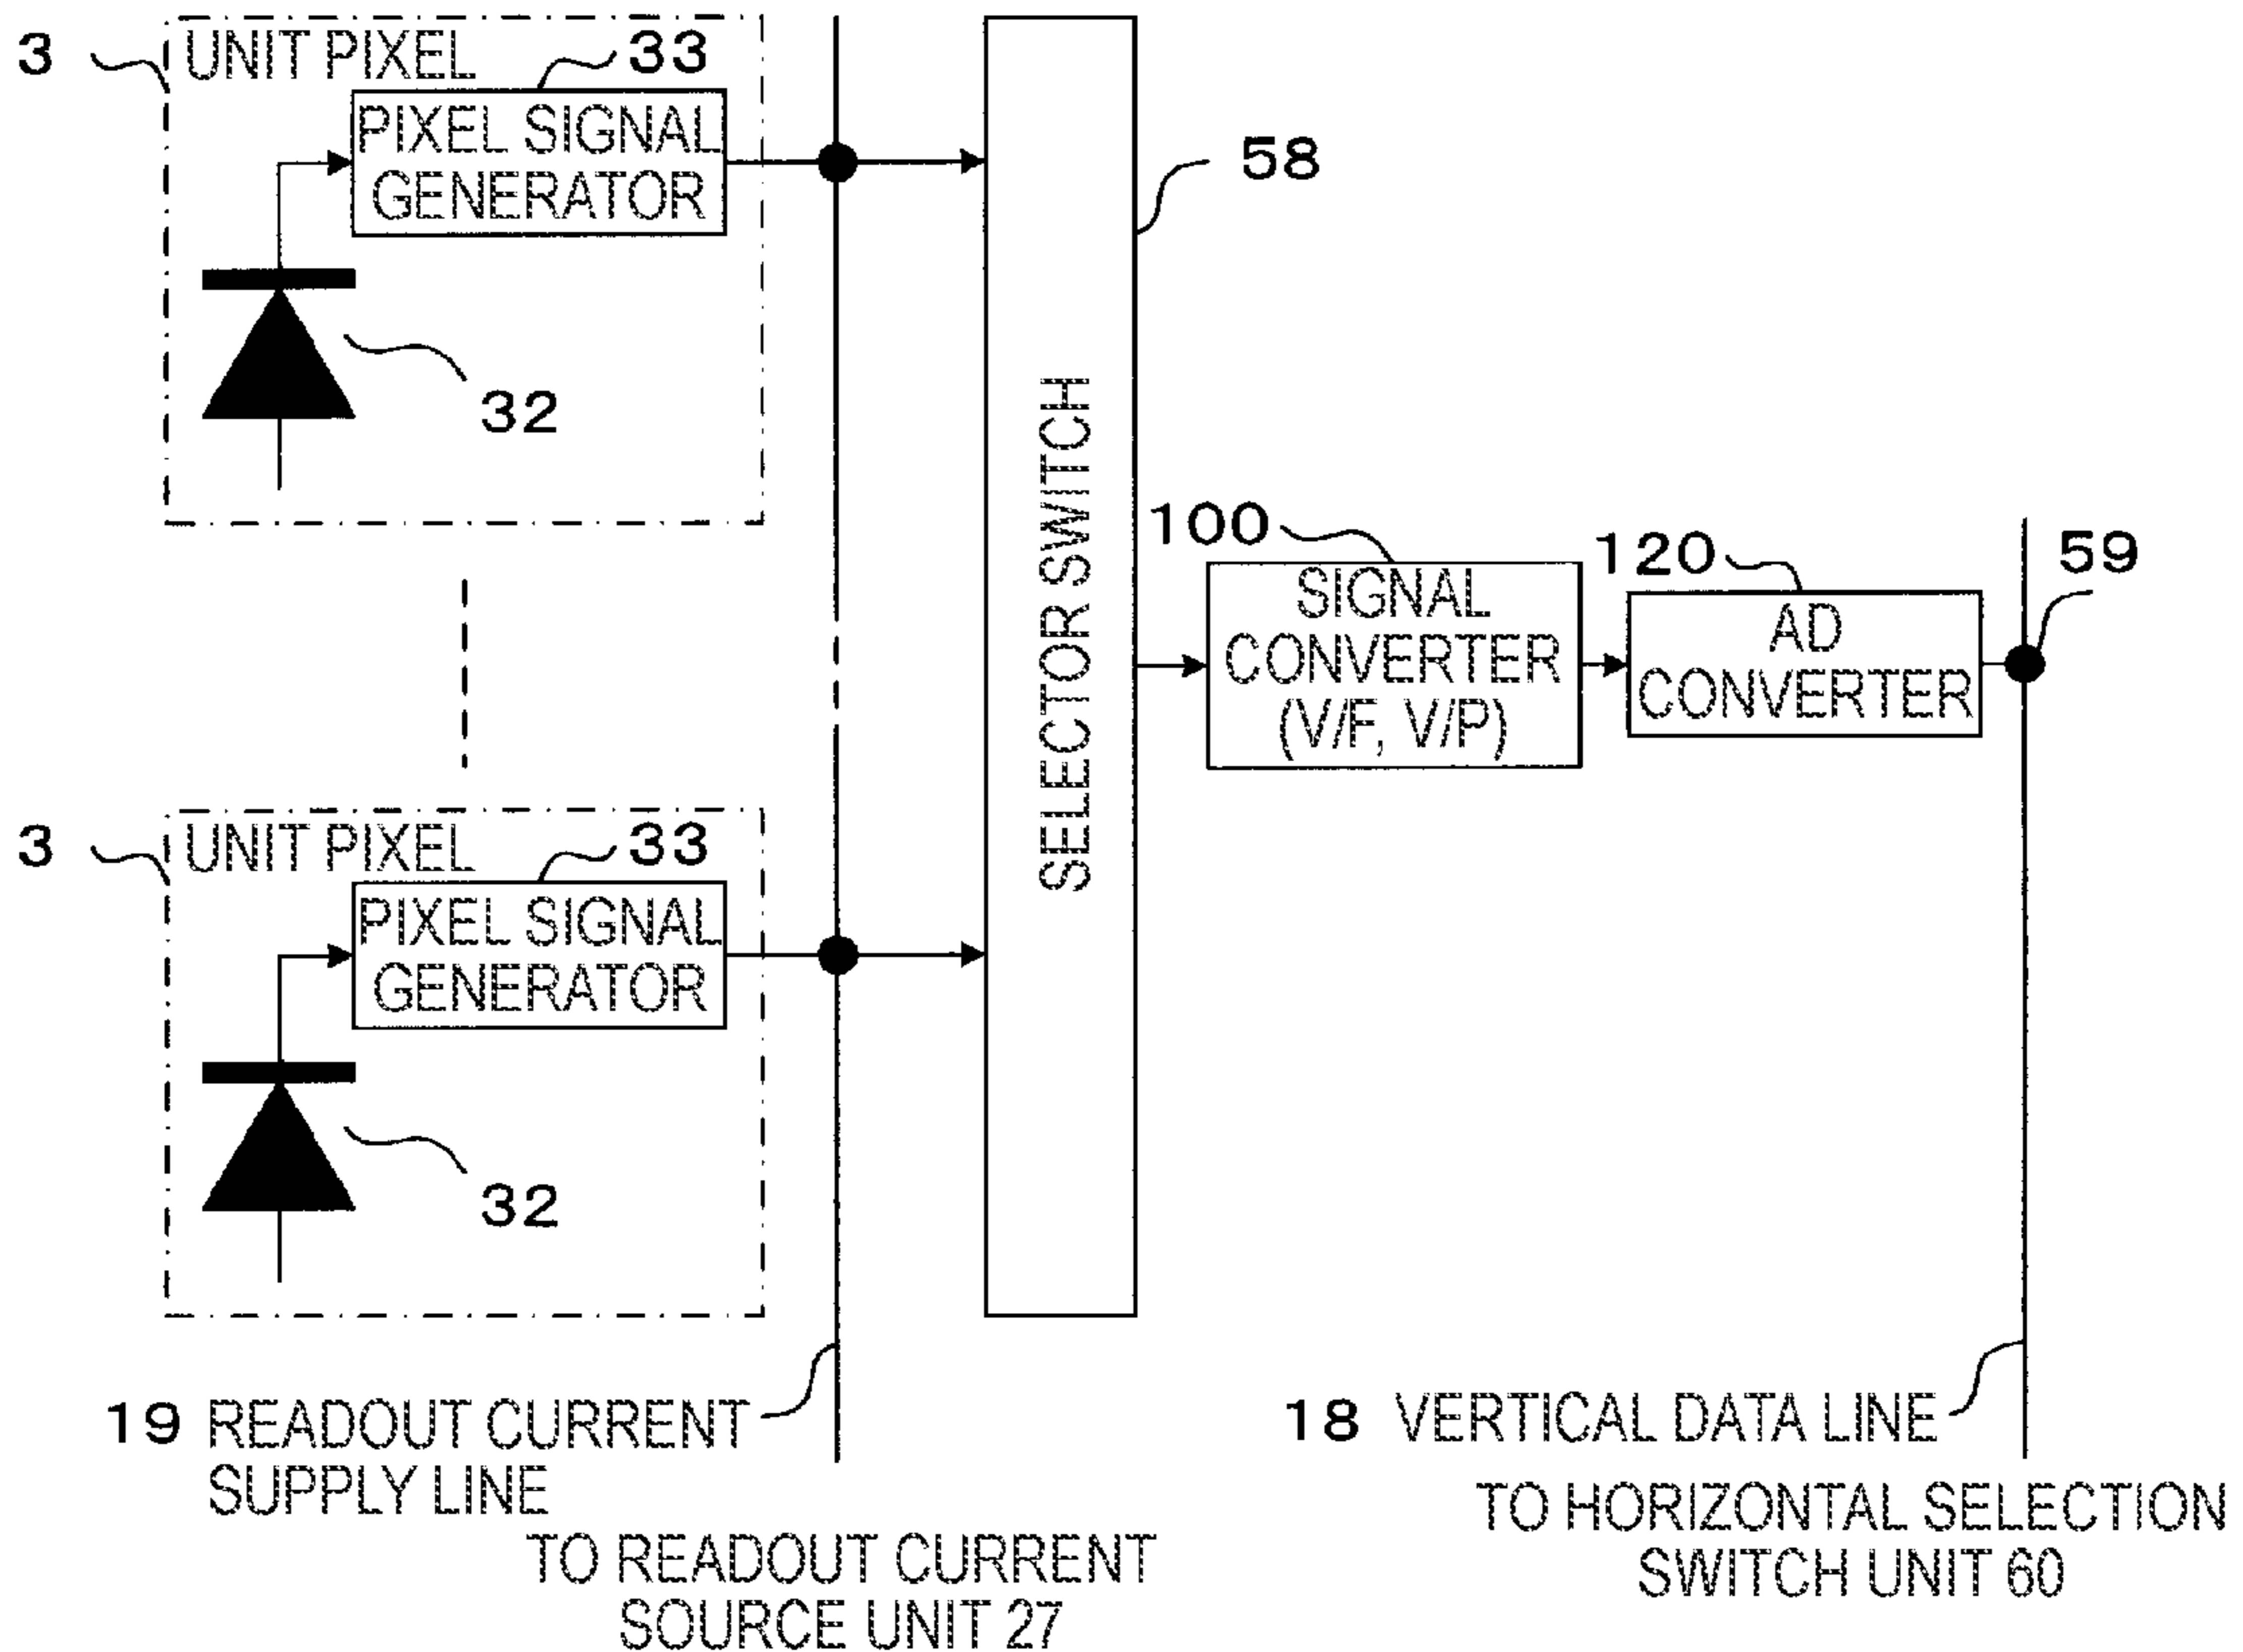 3
UNIT PIXEL
33
PIXEL SIGNAL
GENERATOR
32
58
SELECTOR SWITCH
100
SIGNAL
CONVERTER
(V/F, V/P)
120
AD
CONVERTER
59
3
UNIT PIXEL
33
PIXEL SIGNAL
GENERATOR
32
19 READOUT CURRENT
SUPPLY LINE
TO READOUT CURRENT
SOURCE UNIT 27
18 VERTICAL DATA LINE
TO HORIZONTAL SELECTION
SWITCH UNIT 60